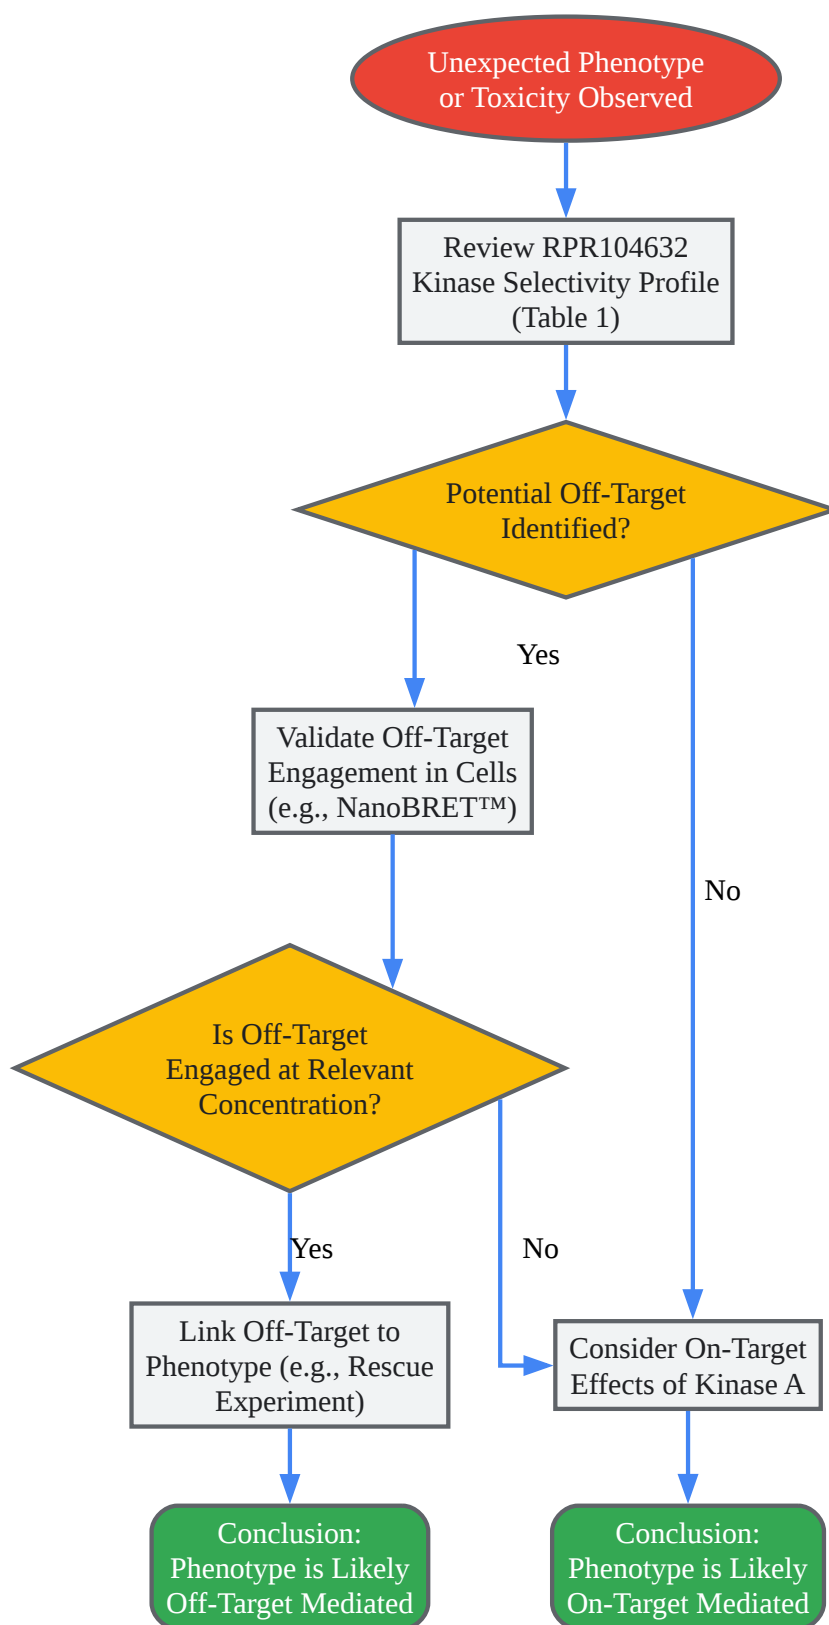 Unexpected Phenotype
or Toxicity Observed
Review RPR104632
Kinase Selectivity Profile
(Table 1)
Potential Off-Target
Identified?
Yes
Validate Off-Target
Engagement in Cells
(e.g., NanoBRET™)
No
Is Off-Target
Engaged at Relevant
Concentration?
Yes
No
Link Off-Target to
Phenotype (e.g., Rescue
Experiment)
Consider On-Target
Effects of Kinase A
Conclusion:
Phenotype is Likely
Off-Target Mediated
Conclusion:
Phenotype is Likely
On-Target Mediated